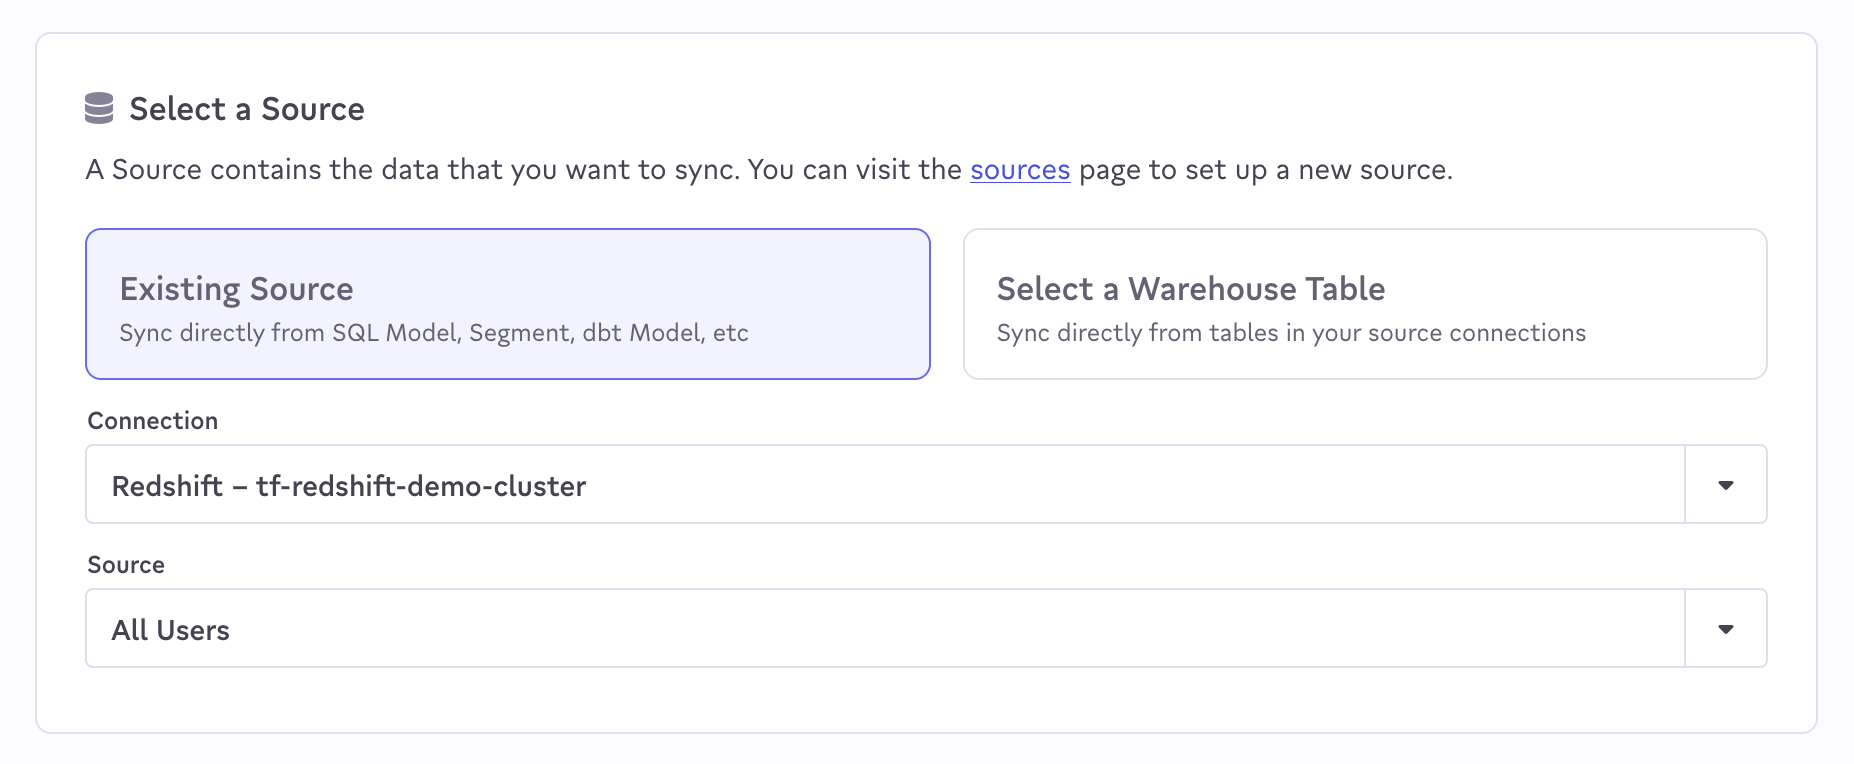 Select a Source
A Source contains the data that you want to sync. You can visit the sources page to set up a new source.
Existing Source
Sync directly from SQL Model, Segment, dbt Model, etc
Select a Warehouse Table
Sync directly from tables in your source connections
Connection
Redshift – tf-redshift-demo-cluster
Source
All Users